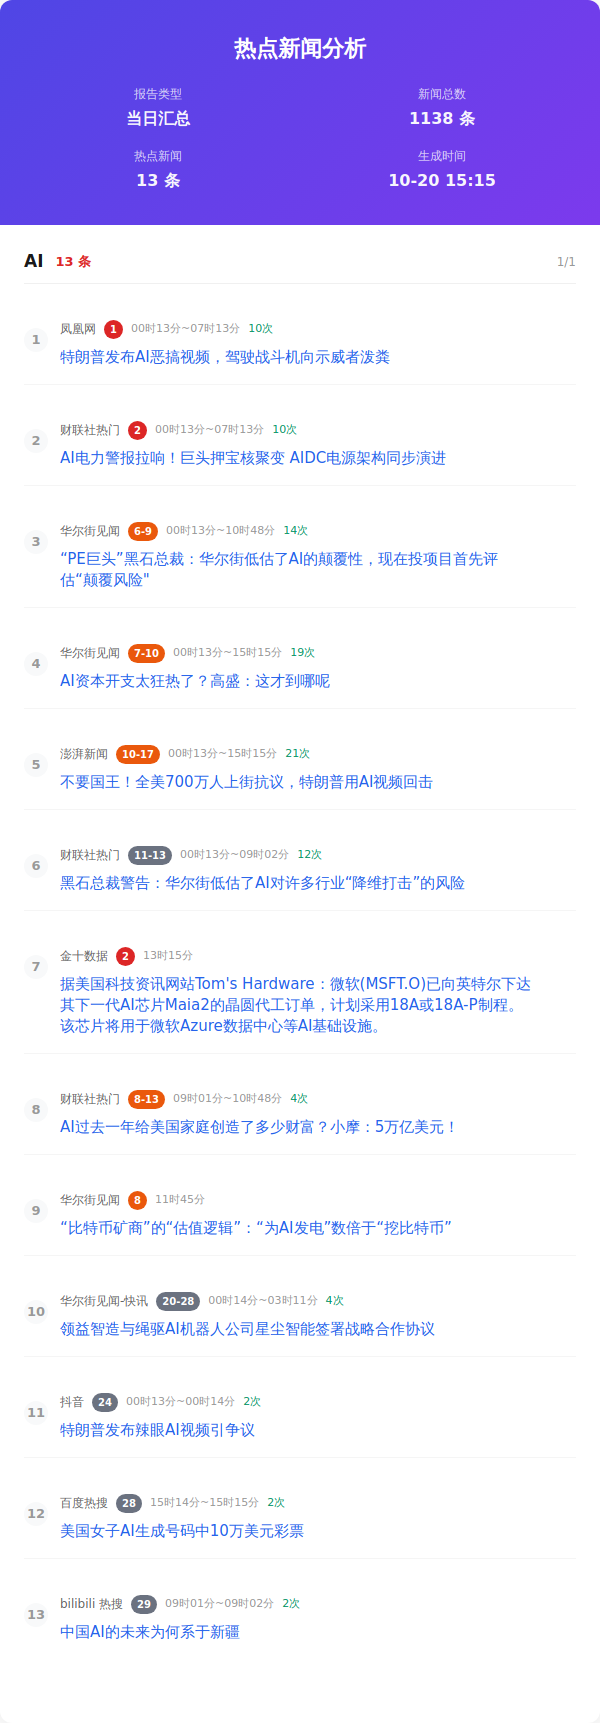 热点新闻分析
报告类型
新闻总数
当日汇总
1138 条
热点新闻
生成时间
13 条
10-20 15:15
AI 13 条 1/1
1
凤凰网 1 00时13分~07时13分 10次
特朗普发布AI恶搞视频，驾驶战斗机向示威者泼粪
2
财联社热门 2 00时13分~07时13分 10次
AI电力警报拉响！巨头押宝核聚变 AIDC电源架构同步演进
3
华尔街见闻 6-9 00时13分~10时48分 14次
“PE巨头”黑石总裁：华尔街低估了AI的颠覆性，现在投项目首先评
估“颠覆风险"
4
华尔街见闻 7-10 00时13分~15时15分 19次
AI资本开支太狂热了？高盛：这才到哪呢
5
澎湃新闻 10-17 00时13分~15时15分 21次
不要国王！全美700万人上街抗议，特朗普用AI视频回击
6
财联社热门 11-13 00时13分~09时02分 12次
黑石总裁警告：华尔街低估了AI对许多行业“降维打击”的风险
7
金十数据 2 13时15分
据美国科技资讯网站Tom's Hardware：微软(MSFT.O)已向英特尔下达
其下一代AI芯片Maia2的晶圆代工订单，计划采用18A或18A-P制程。
该芯片将用于微软Azure数据中心等AI基础设施。
8
财联社热门 8-13 09时01分~10时48分 4次
AI过去一年给美国家庭创造了多少财富？小摩：5万亿美元！
9
华尔街见闻 8 11时45分
“比特币矿商”的“估值逻辑”：“为AI发电”数倍于“挖比特币”
10
华尔街见闻-快讯 20-28 00时14分~03时11分 4次
领益智造与绳驱AI机器人公司星尘智能签署战略合作协议
11
抖音 24 00时13分~00时14分 2次
特朗普发布辣眼AI视频引争议
12
百度热搜 28 15时14分~15时15分 2次
美国女子AI生成号码中10万美元彩票
13
bilibili 热搜 29 09时01分~09时02分 2次
中国AI的未来为何系于新疆